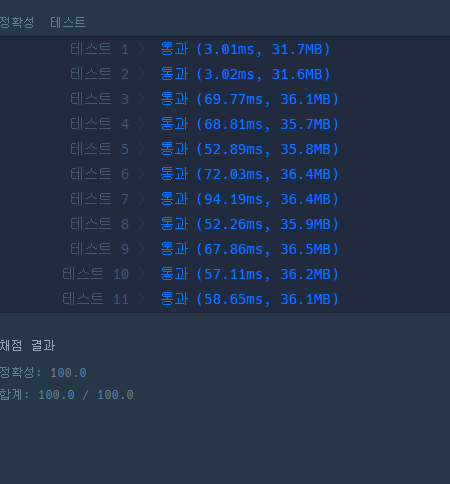 정확성 테스트
테스트 1 〉 통과 (3.01ms, 31.7MB)
테스트 2 〉 통과 (3.02ms, 31.6MB)
테스트 3 〉 통과 (69.77ms, 36.1MB)
테스트 4 〉 통과 (68.81ms, 35.7MB)
테스트 5 〉 통과 (52.89ms, 35.8MB)
테스트 6 〉 통과 (72.03ms, 36.4MB)
테스트 7 〉 통과 (94.19ms, 36.4MB)
테스트 8 〉 통과 (52.26ms, 35.9MB)
테스트 9 〉 통과 (67.86ms, 36.5MB)
테스트 10 〉 통과 (57.11ms, 36.2MB)
테스트 11 〉 통과 (58.65ms, 36.1MB)
채점 결과
정확성: 100.0
합계: 100.0 / 100.0